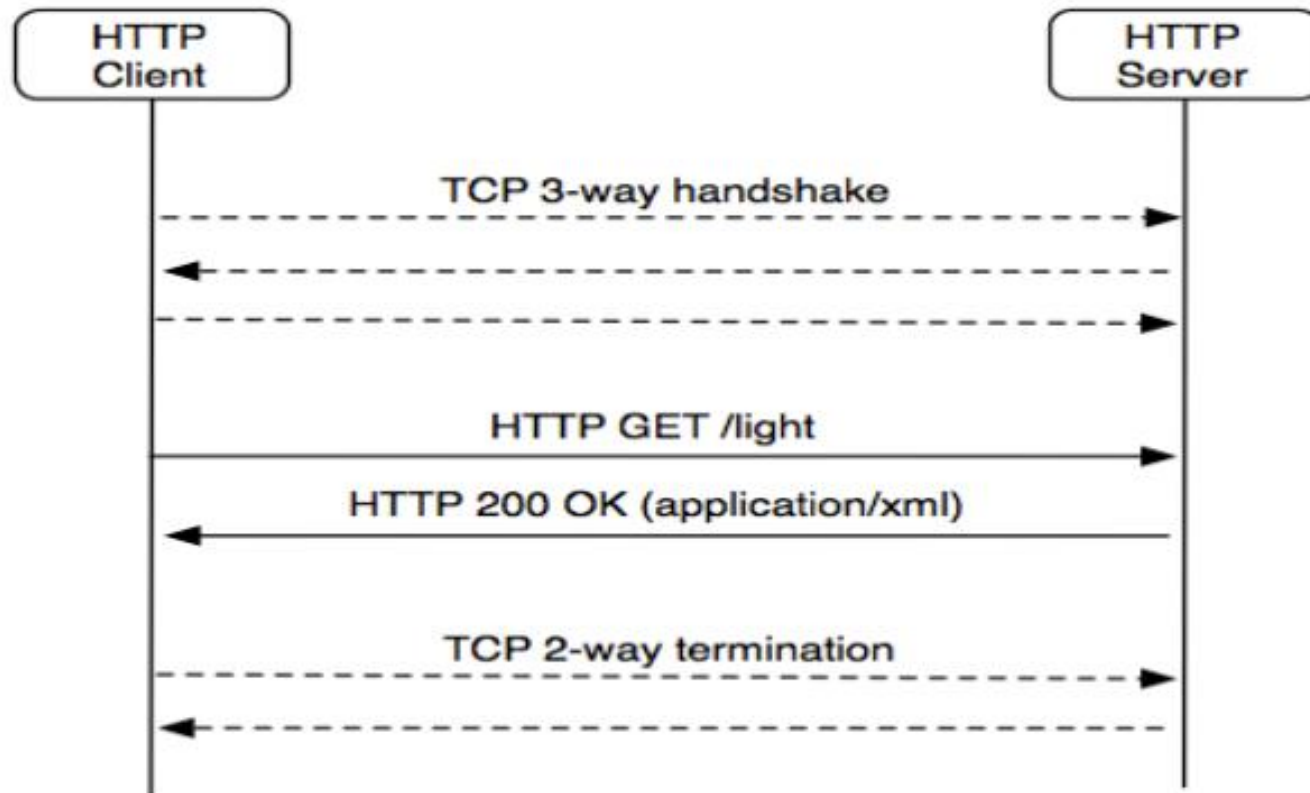 HTTP
Client
HTTP
Server
TCP 3-way handshake
HTTP GET /light
HTTP 200 OK (application/xml)
TCP 2-way termination